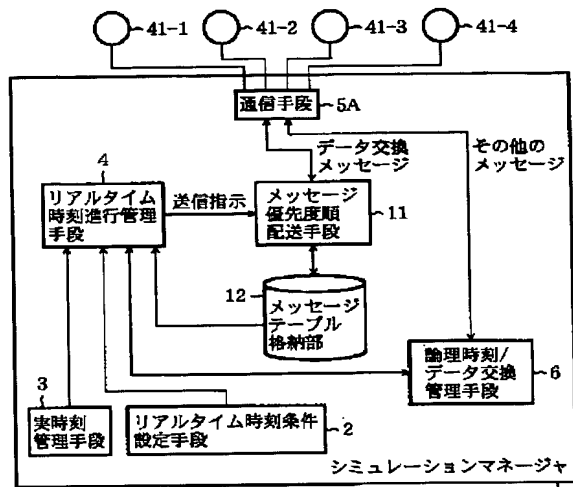 41-1
41-2
41-3
41-4
通信手段
5A
データ交換
メッセージ
その他の
メッセージ
4
リアルタイム
時刻進行管理
手段
送信指示
メッセージ
優先度順
配送手段
11
12
メッセージ
テーブル
格納部
論理時刻/
データ交換
管理手段
6
3
実時刻
管理手段
リアルタイム時刻条件
設定手段
2
シミュレーションマネージャ